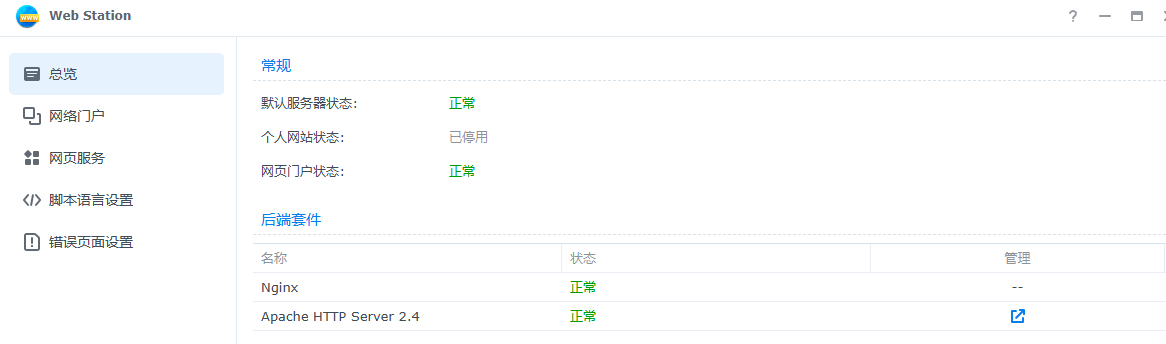 Web Station
总览
网络门户
网页服务
脚本语言设置
错误页面设置
常规
默认服务器状态: 正常
个人网站状态: 已停用
网页门户状态: 正常
后端套件
名称 状态 管理
Nginx 正常 --
Apache HTTP Server 2.4 正常